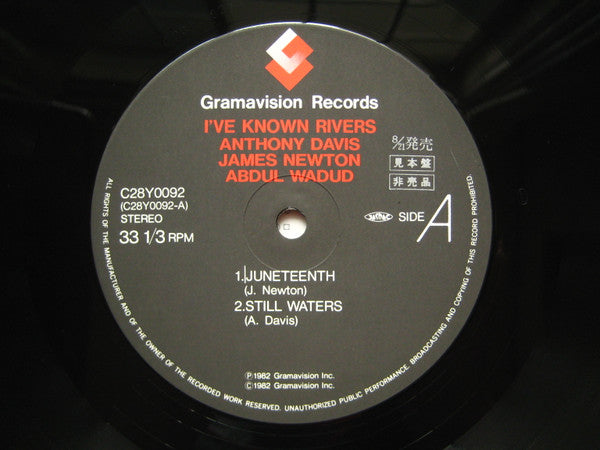 Gramavision Records
I'VE KNOWN RIVERS
ANTHONY DAVIS
JAMES NEWTON
ABDUL WADUD
8/21発売
見本盤
非売品
C28Y0092
(C28Y0092-A)
STEREO
33 1/3 RPM
SIDE A
1.JUNETEENTH
(J. Newton)
2.STILL WATERS
(A. Davis)
Ⓟ1982 Gramavision Inc.
Ⓒ1982 Gramavision Inc.
ALL RIGHTS OF THE MANUFACTURER AND OF THE OWNER OF THE RECORDED WORK RESERVED. UNAUTHORIZED PUBLIC PERFORMANCE. BROADCASTING AND COPYING OF THIS RECORD PROHIBITED.